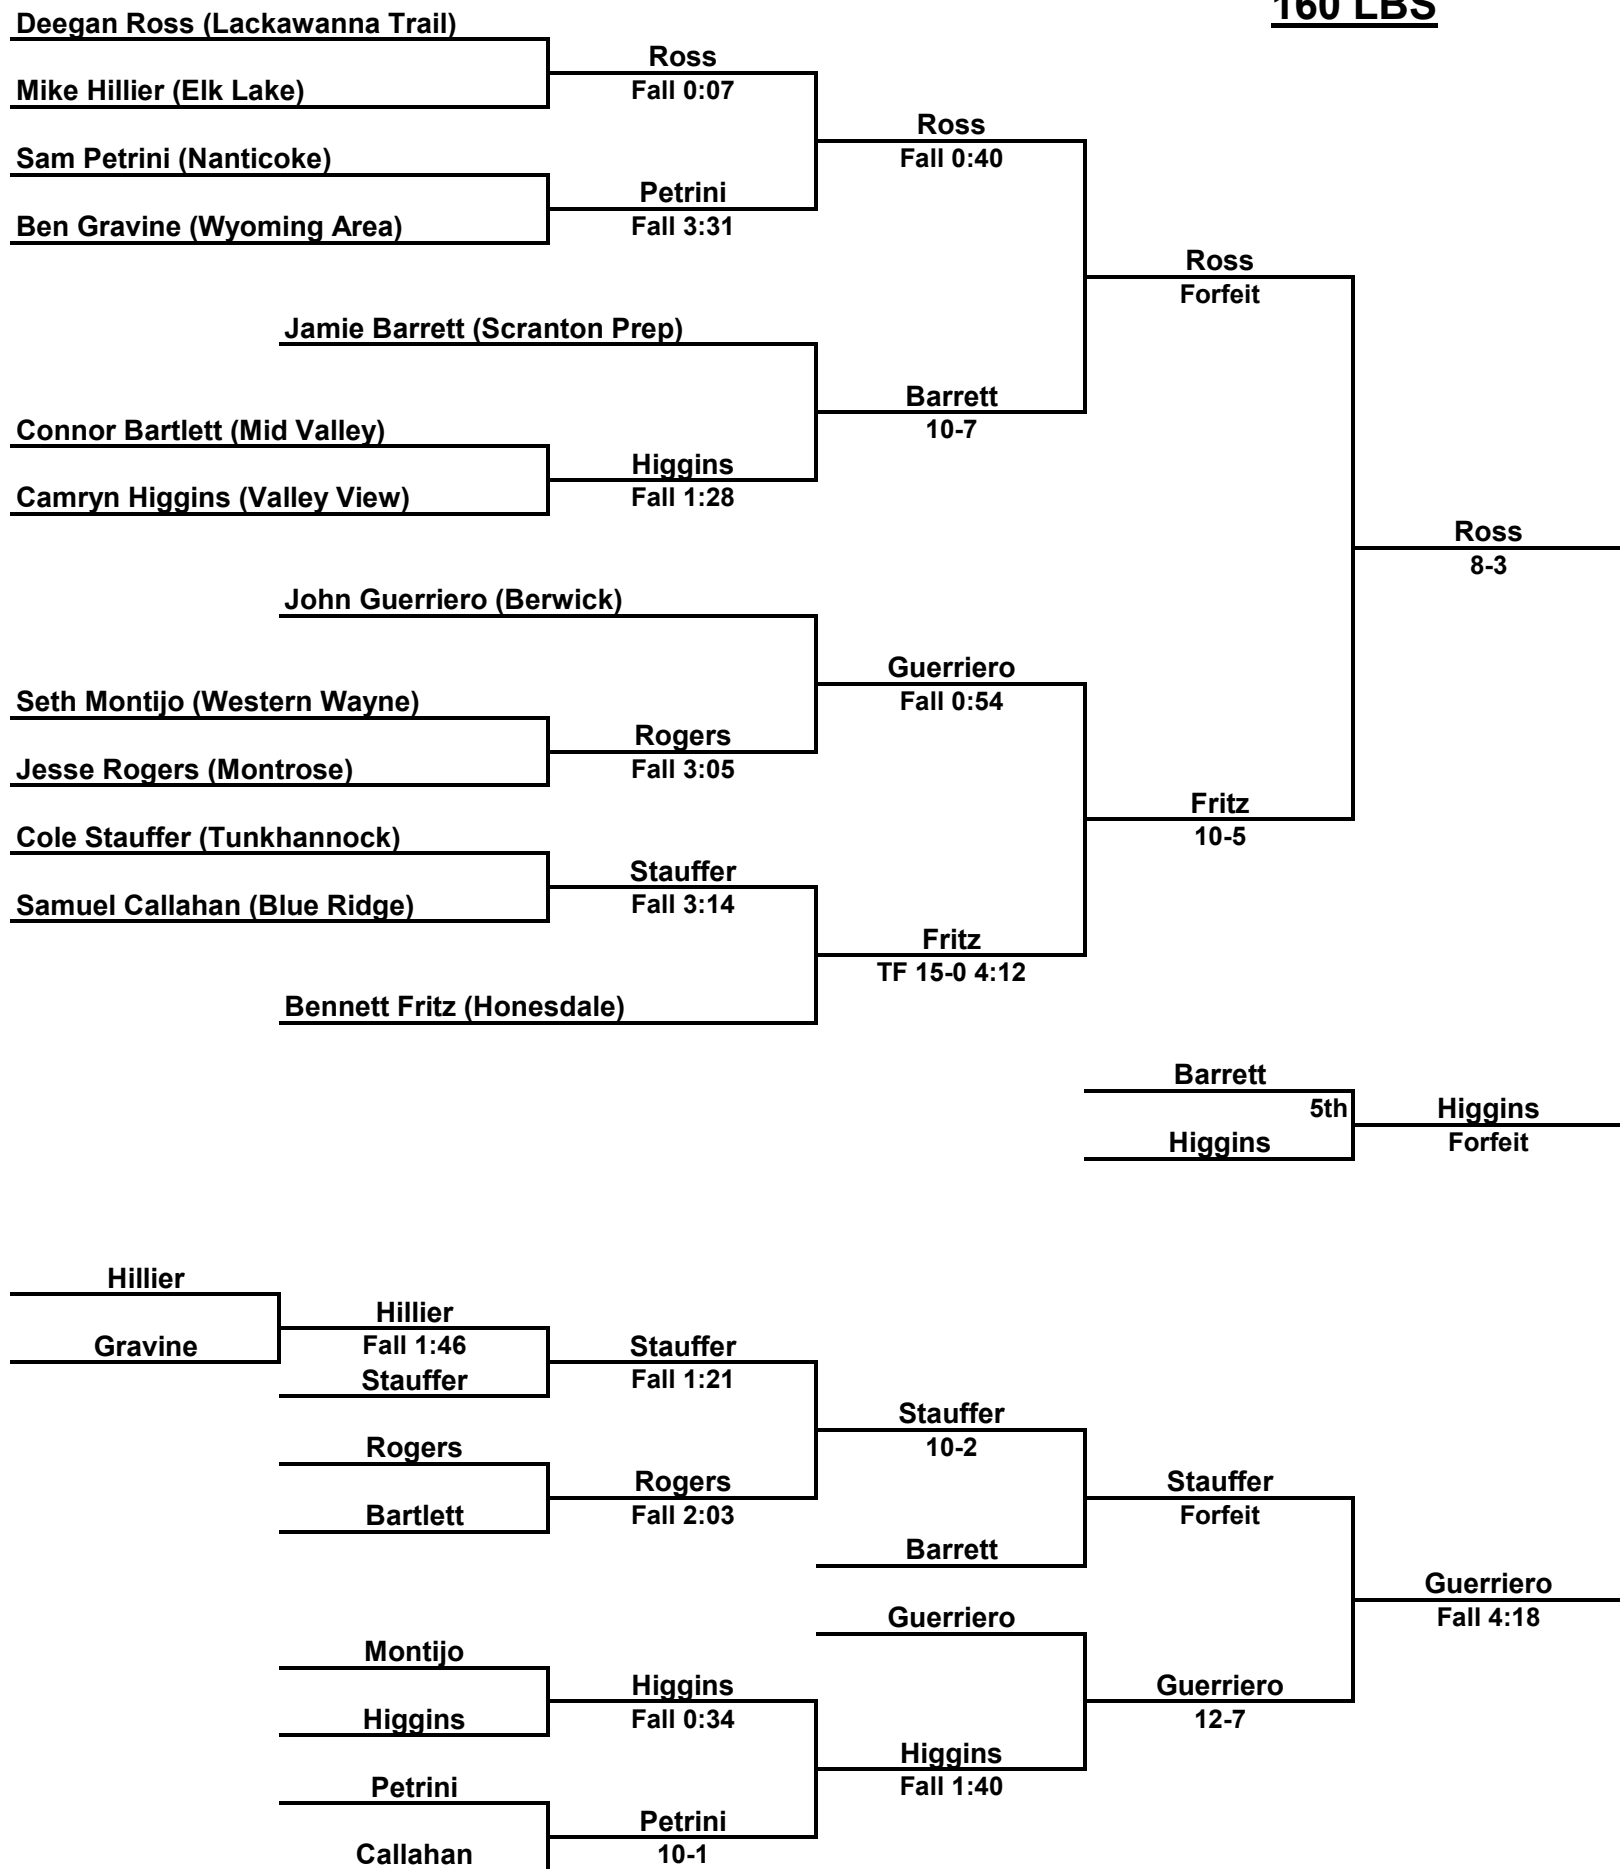 160 LBS
Deegan Ross (Lackawanna Trail)
Ross
Mike Hillier (Elk Lake)
Fall 0:07
Ross
Sam Petrini (Nanticoke)
Fall 0:40
Petrini
Ben Gravine (Wyoming Area)
Fall 3:31
Ross
Forfeit
Jamie Barrett (Scranton Prep)
Barrett
10-7
Connor Bartlett (Mid Valley)
Higgins
Camryn Higgins (Valley View)
Fall 1:28
Ross
8-3
John Guerriero (Berwick)
Guerriero
Fall 0:54
Seth Montijo (Western Wayne)
Rogers
Jesse Rogers (Montrose)
Fall 3:05
Fritz
10-5
Cole Stauffer (Tunkhannock)
Stauffer
Samuel Callahan (Blue Ridge)
Fall 3:14
Fritz
TF 15-0 4:12
Bennett Fritz (Honesdale)
Barrett
5th
Higgins
Higgins
Forfeit
Hillier
Hillier
Gravine
Fall 1:46
Stauffer
Stauffer
Fall 1:21
Stauffer
10-2
Rogers
Rogers
Bartlett
Fall 2:03
Stauffer
Forfeit
Barrett
Guerriero
Fall 4:18
Guerriero
Montijo
Higgins
Higgins
Fall 0:34
Guerriero
12-7
Higgins
Fall 1:40
Petrini
Petrini
Callahan
10-1